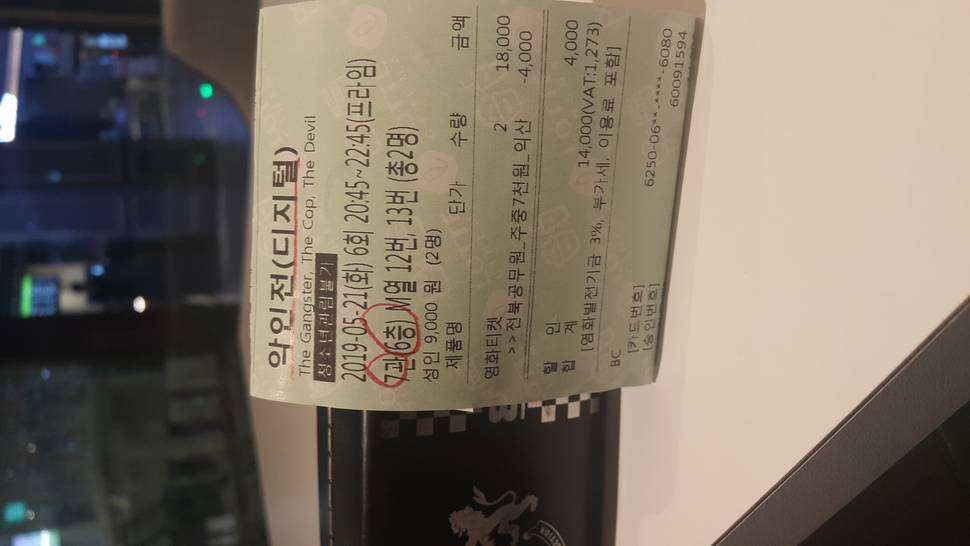 악인전(디지털)
The Gangster, The Cop, The Devil
청소년관람불가
2019-05-21(화) 6회 20:45~22:45(프라임)
7관(6층) M열 12번, 13번 (총2명)
성인 9,000 원 (2명)
제품명 단가 수량 금액
영화티켓 2 18,000
>>전북공무원_주중7천원_익산 -4,000
할 인 4,000
합 계 14,000(VAT:1,273)
[영화발전기금 3%, 부가세, 이용료 포함]
BC
[카드번호] 6250-06**-****-6080
[승인번호] 60091594